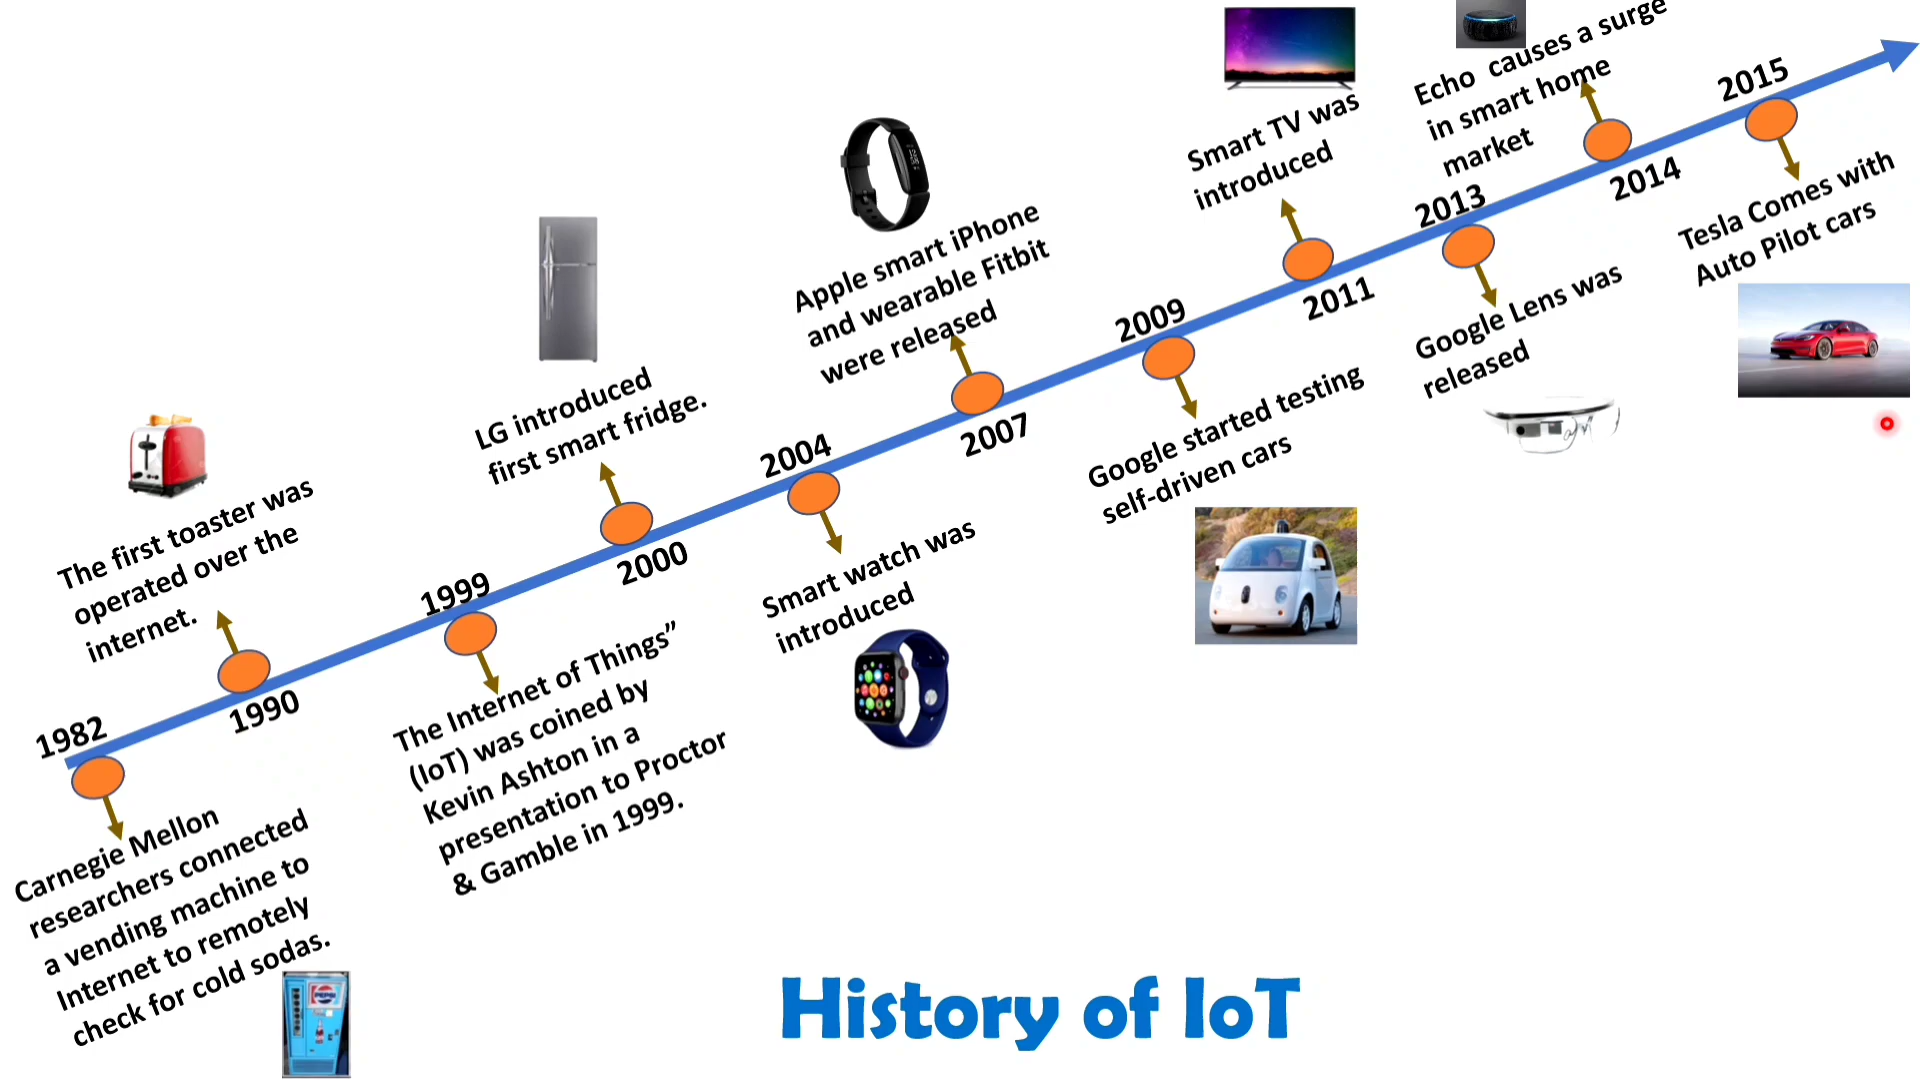 1982
Carnegie Mellon
researchers connected
a vending machine to
Internet to remotely
check for cold sodas.
PEPSI
The first toaster was
operated over the
internet.
1990
1999
The Internet of Things”
(IoT) was coined by
Kevin Ashton in a
presentation to Proctor
& Gamble in 1999.
LG introduced
first smart fridge.
2000
2004
Smart watch was
introduced
Apple smart iPhone
and wearable Fitbit
were released
2007
2009
Google started testing
self-driven cars
Smart TV was
introduced
2011
2013
Google Lens was
released
Echo causes a surge
in smart home
market
2014
2015
Tesla Comes with
Auto Pilot cars
History of IoT